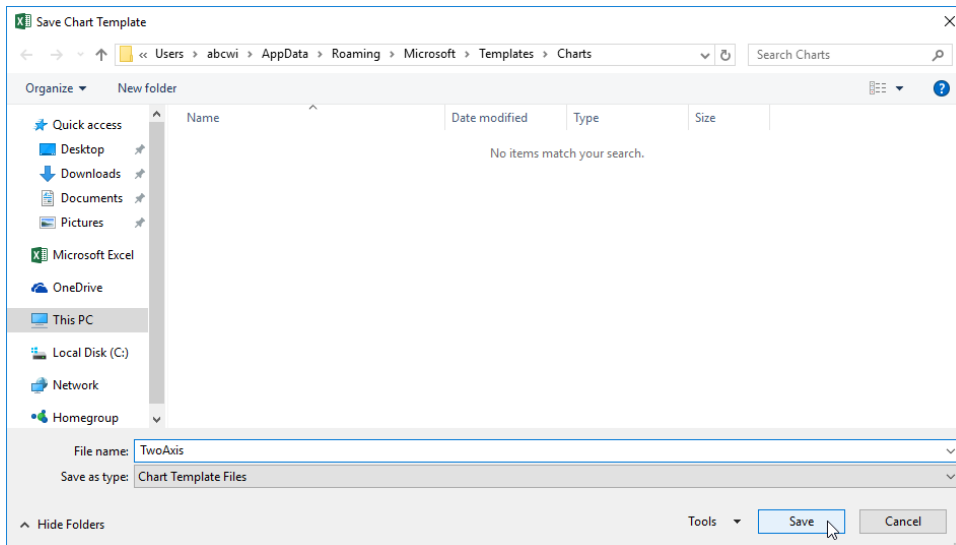 Save Chart Template
« Users › abcwi › AppData › Roaming › Microsoft › Templates › Charts
Search Charts
Organize
New folder
Name
Date modified
Type
Size
No items match your search.
Quick access
Desktop
Downloads
Documents
Pictures
Microsoft Excel
OneDrive
This PC
Local Disk (C:)
Network
Homegroup
File name: TwoAxis
Save as type: Chart Template Files
Hide Folders
Tools
Save
Cancel